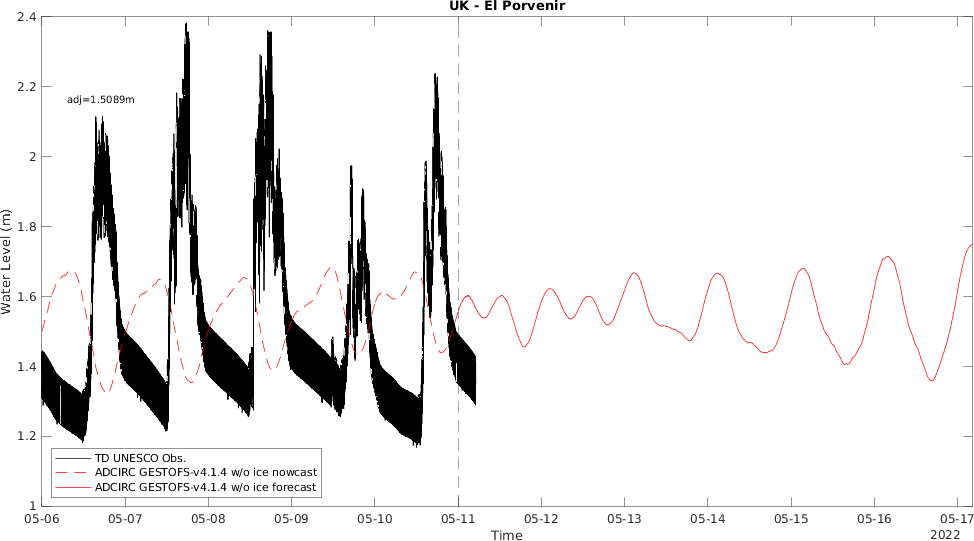 UK - El Porvenir
2.4
2.2
2
1.8
1.6
1.4
1.2
1
Water Level (m)
adj=1.5089m
TD UNESCO Obs.
ADCIRC GESTOFS-v4.1.4 w/o ice nowcast
ADCIRC GESTOFS-v4.1.4 w/o ice forecast
05-06 05-07 05-08 05-09 05-10 05-11 05-12 05-13 05-14 05-15 05-16 05-17
Time
2022